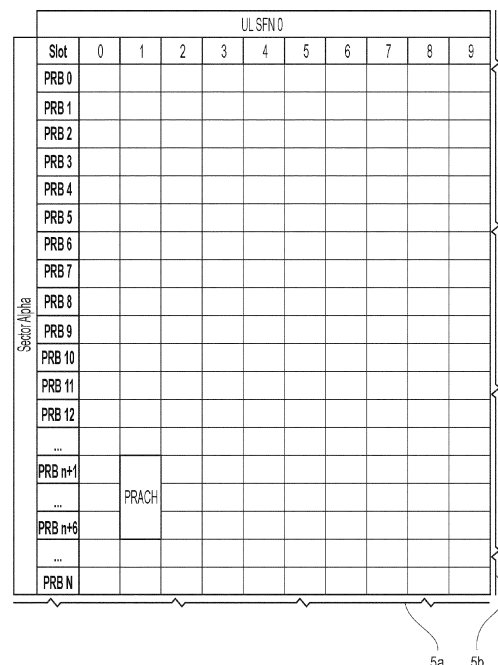 UL SFN 0
Slot 0 1 2 3 4 5 6 7 8 9
PRB 0
PRB 1
PRB 2
PRB 3
PRB 4
PRB 5
PRB 6
PRB 7
Sector Alpha
PRB 8
PRB 9
PRB 10
PRB 11
PRB 12
...
PRB n+1
... PRACH
PRB n+6
...
PRB N
5a 5b